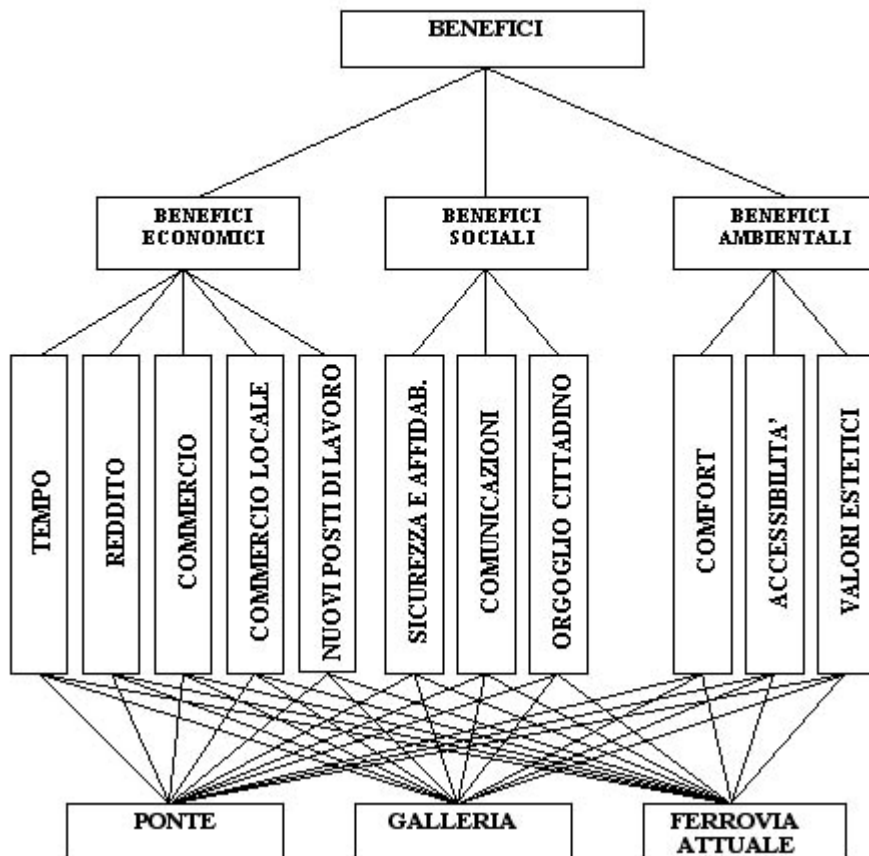 BENEFICI
BENEFICI
ECONOMICI
BENEFICI
SOCIALI
BENEFICI
AMBIENTALI
TEMPO
REDDITO
COMMERCIO
COMMERCIO LOCALE
NUOVI POSTI DI LAVORO
SICUREZZA E AFFIDAB.
COMUNICAZIONI
ORGOGLIO CITTADINO
COMFORT
ACCESSIBILITA'
VALORI ESTETICI
PONTE
GALLERIA
FERROVIA
ATTUALE